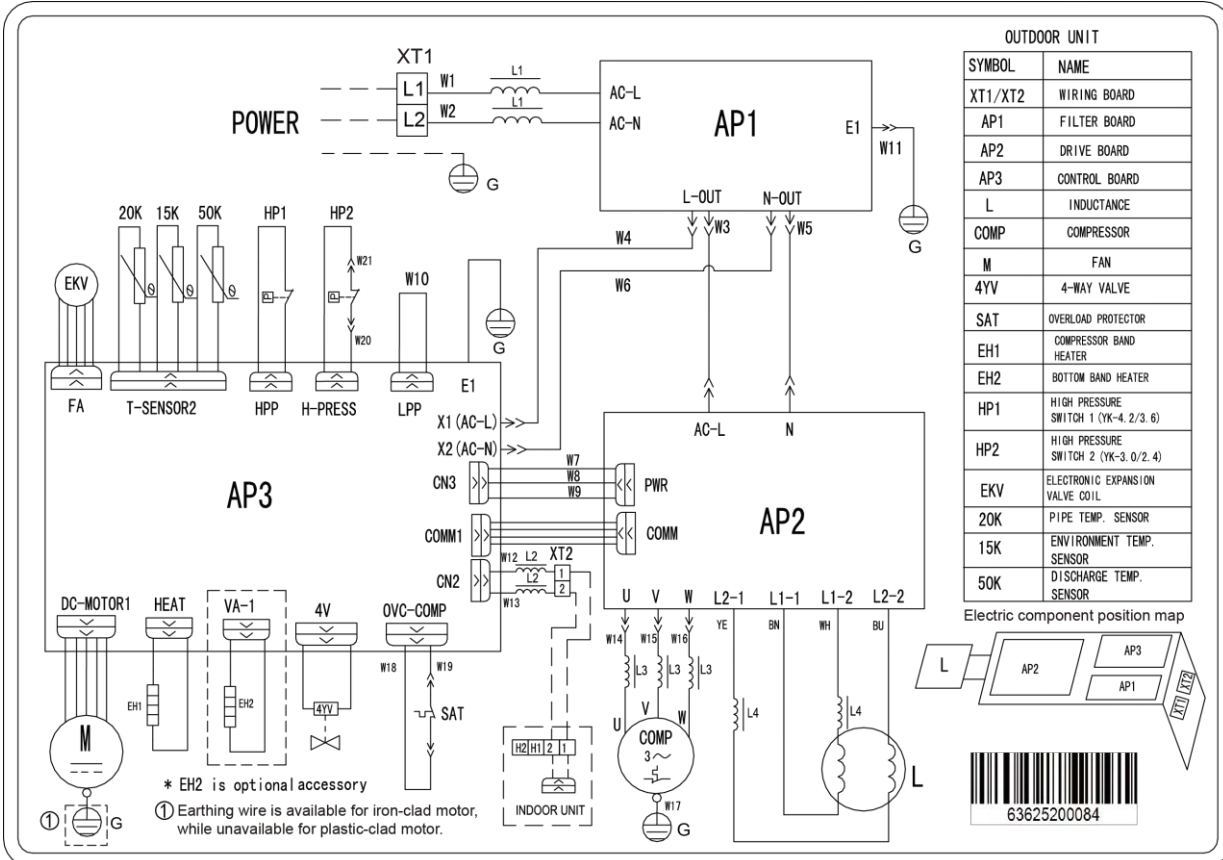 XT1
L1 W1 L1 AC-L
L2 W2 L1 AC-N
POWER
AP1
E1
W11
G
G
L-OUT N-OUT
W3 W5
W4
W6
20K 15K 50K HP1 HP2
W21
EKV
θ θ θ P P
W10
W20
G
E1
FA T-SENSOR2 HPP H-PRESS LPP
X1(AC-L)
X2(AC-N)
AC-L N
AP3
CN3 W7 PWR
W8
W9
COMM1 COMM
AP2
W12 L2 XT2
CN2 L2 1
2
W13
DC-MOTOR1 HEAT VA-1 4V OVC-COMP
U V W L2-1 L1-1 L1-2 L2-2
YE BN WH BU
W14 W15 W16
W18 W19
L3 L3 L3
EH1 EH2 4YV SAT
L4 L4
U V W
M
COMP
3~
L
H2 H1 2 1
INDOOR UNIT
W17
G
* EH2 is optional accessory
① Earthing wire is available for iron-clad motor,
while unavailable for plastic-clad motor.
① G
OUTDOOR UNIT
SYMBOL NAME
XT1/XT2 WIRING BOARD
AP1 FILTER BOARD
AP2 DRIVE BOARD
AP3 CONTROL BOARD
L INDUCTANCE
COMP COMPRESSOR
M FAN
4YV 4-WAY VALVE
SAT OVERLOAD PROTECTOR
EH1 COMPRESSOR BAND
HEATER
EH2 BOTTOM BAND HEATER
HP1 HIGH PRESSURE
SWITCH 1 (YK-4.2/3.6)
HP2 HIGH PRESSURE
SWITCH 2 (YK-3.0/2.4)
EKV ELECTRONIC EXPANSION
VALVE COIL
20K PIPE TEMP. SENSOR
15K ENVIRONMENT TEMP.
SENSOR
50K DISCHARGE TEMP.
SENSOR
Electric component position map
L AP2 AP3
AP1
XT1 XT2
63625200084